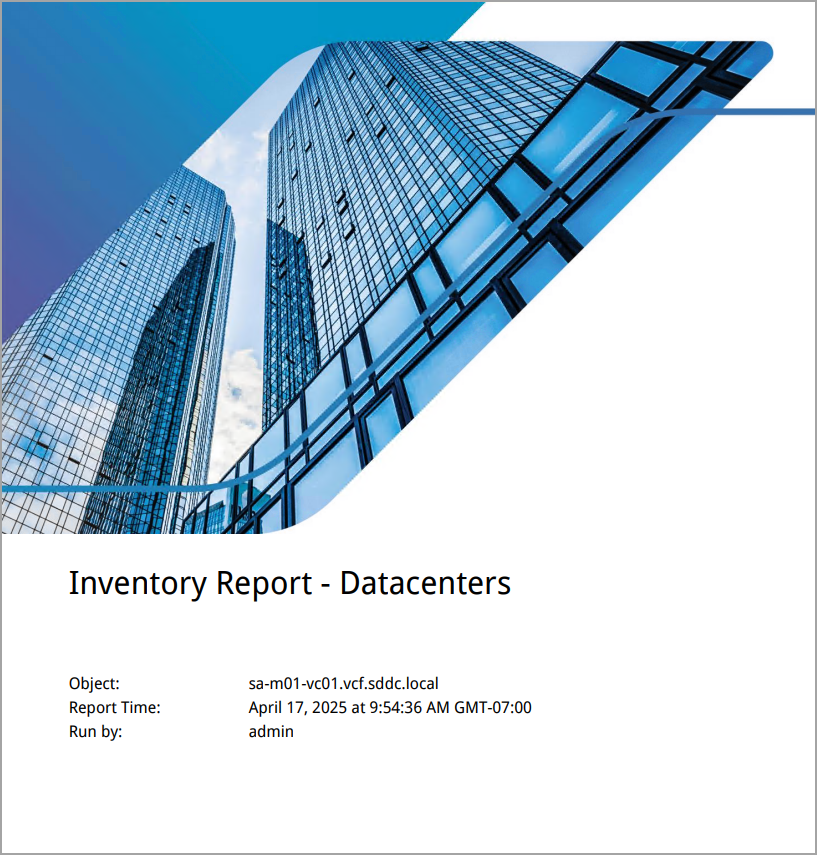 Inventory Report - Datacenters
Object: sa-m01-vc01.vcf.sddc.local
Report Time: April 17, 2025 at 9:54:36 AM GMT-07:00
Run by: admin